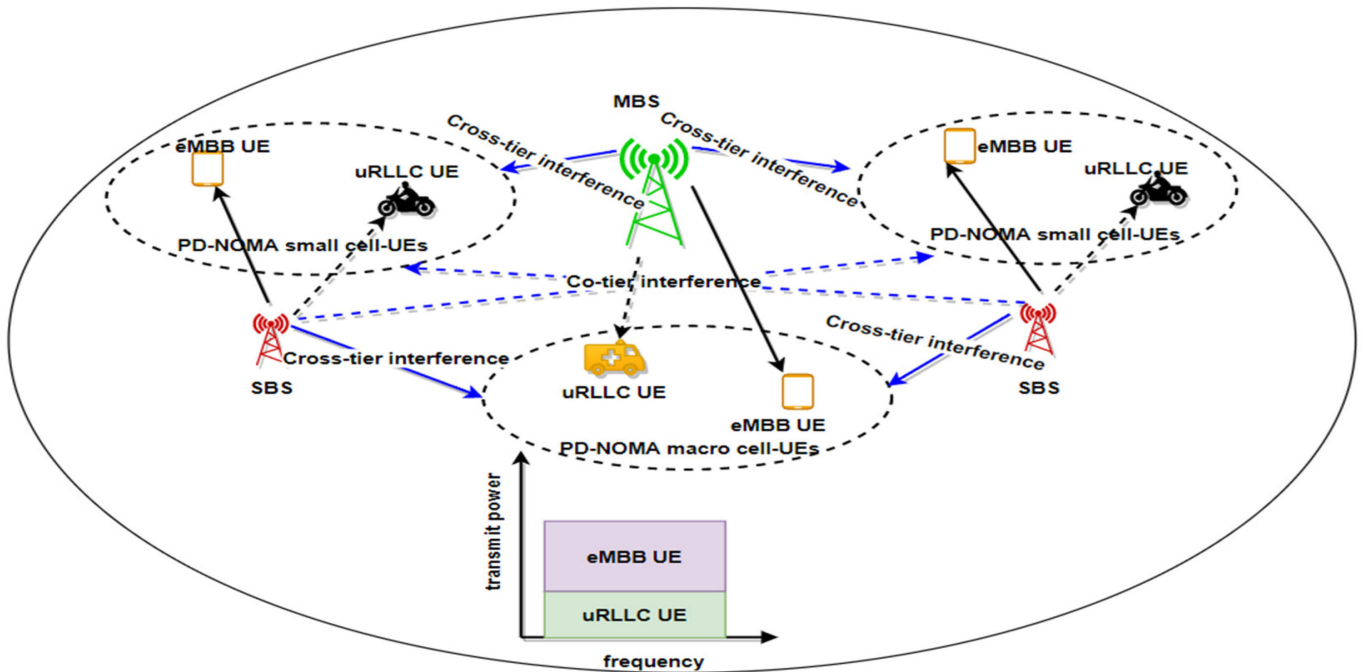 MBS
Cross-tier interference
Cross-tier interference
eMBB UE
uRLLC UE
PD-NOMA small cell-UEs
eMBB UE
uRLLC UE
PD-NOMA small cell-UEs
Co-tier interference
SBS
Cross-tier interference
Cross-tier interference
SBS
uRLLC UE
eMBB UE
PD-NOMA macro cell-UEs
transmit power
eMBB UE
uRLLC UE
frequency